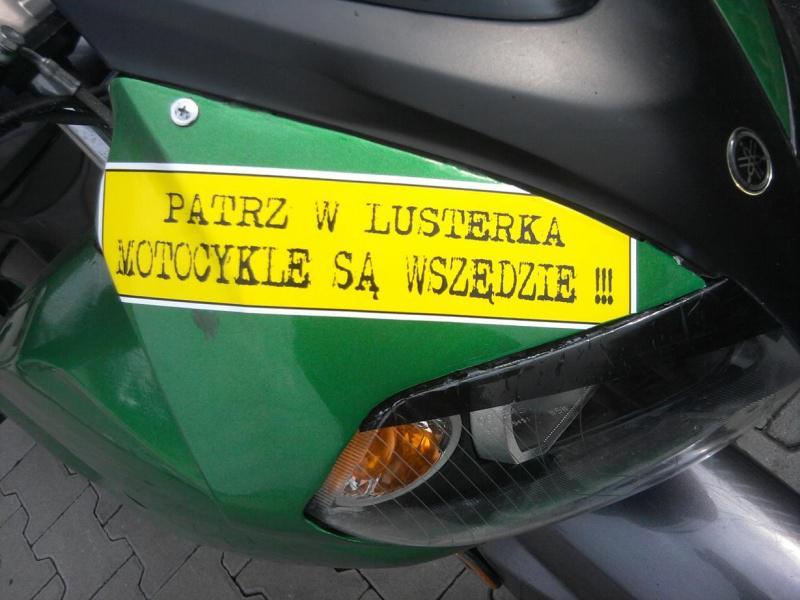 PATRZ W LUSTERKA
MOTOCYKLE SĄ WSZĘDZIE !!!